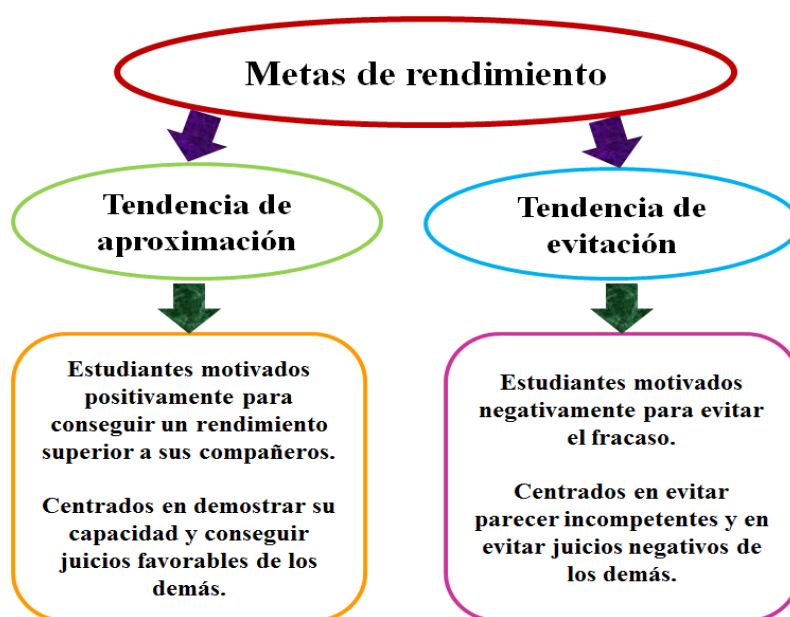 Metas de rendimiento
Tendencia de
aproximación
Tendencia de
evitación
Estudiantes motivados
positivamente para
conseguir un rendimiento
superior a sus compañeros.
Centrados en demostrar su
capacidad y conseguir
juicios favorables de los
demás.
Estudiantes motivados
negativamente para evitar
el fracaso.
Centrados en evitar
parecer incompetentes y en
evitar juicios negativos de
los demás.